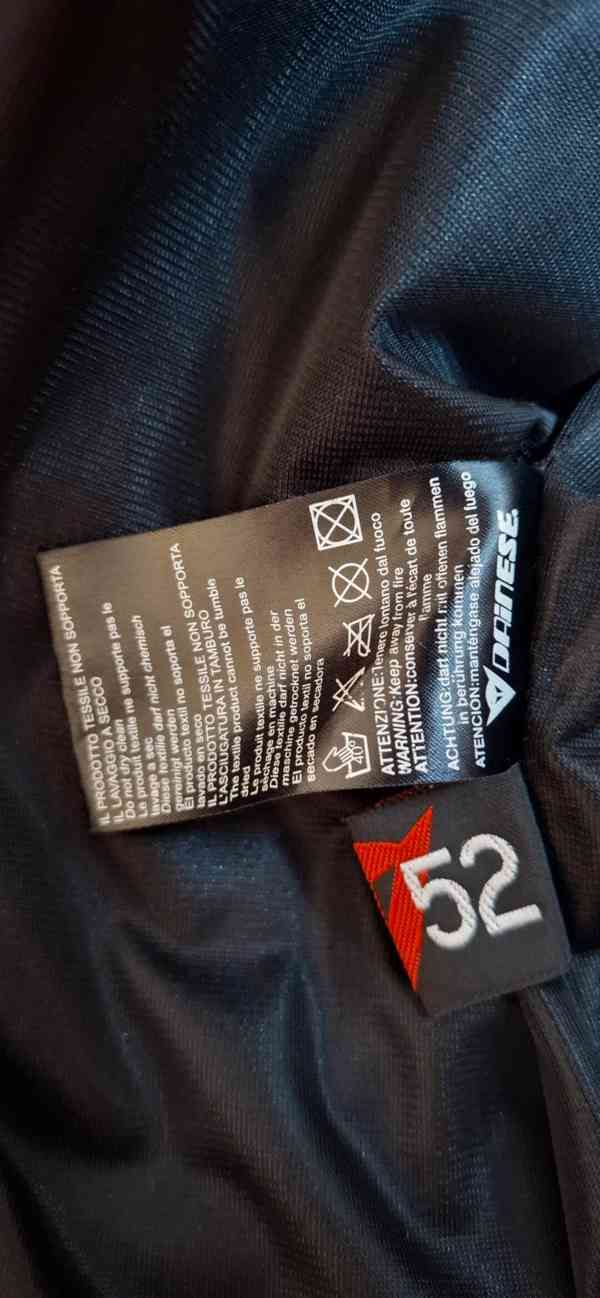 IL PRODOTTO TESSILE NON SOPPORTA
IL LAVAGGIO A SECCO
Do not dry clean
Le produit textile ne supporte pas le
lavage a sec
Diese textilie darf nicht chemisch
gereinigt werden
El producto textil no soporta el
lavado en seco
IL PRODOTTO TESSILE NON SOPPORTA
L'ASCIUGATURA IN TAMBURO
The textile product cannot be tumble
dried
Le produit textile ne supporte pas le
séchage en machine
Diese textilie darf nicht in der
maschine getrocknet werden
El producto textil no soporta el
secado en secadora
40°
ATTENZIONE:Tenere lontano dal fuoco
WARNING:Keep away from fire
ATTENTION:conserver à l'écart de toute
flamme
ACHTUNG:darf nicht mit offenen flammen
in berührung kommen
ATENCIÓN:manténgase alejado del fuego
DAINESE.
52